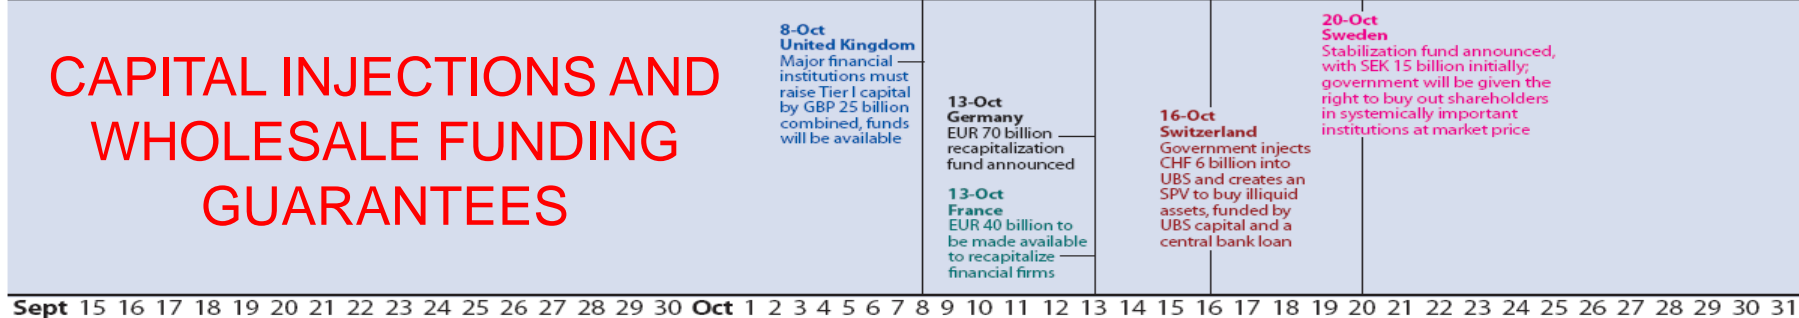 CAPITAL INJECTIONS AND
WHOLESALE FUNDING
GUARANTEES
8-Oct
United Kingdom
Major financial
institutions must
raise Tier I capital
by GBP 25 billion
combined, funds
will be available
13-Oct
Germany
EUR 70 billion
recapitalization
fund announced
13-Oct
France
EUR 40 billion to
be made available
to recapitalize
financial firms
16-Oct
Switzerland
Government injects
CHF 6 billion into
UBS and creates an
SPV to buy illiquid
assets, funded by
UBS capital and a
central bank loan
20-Oct
Sweden
Stabilization fund announced,
with SEK 15 billion initially;
government will be given the
right to buy out shareholders
in systemically important
institutions at market price
Sept 15 16 17 18 19 20 21 22 23 24 25 26 27 28 29 30 Oct 1 2 3 4 5 6 7 8 9 10 11 12 13 14 15 16 17 18 19 20 21 22 23 24 25 26 27 28 29 30 31